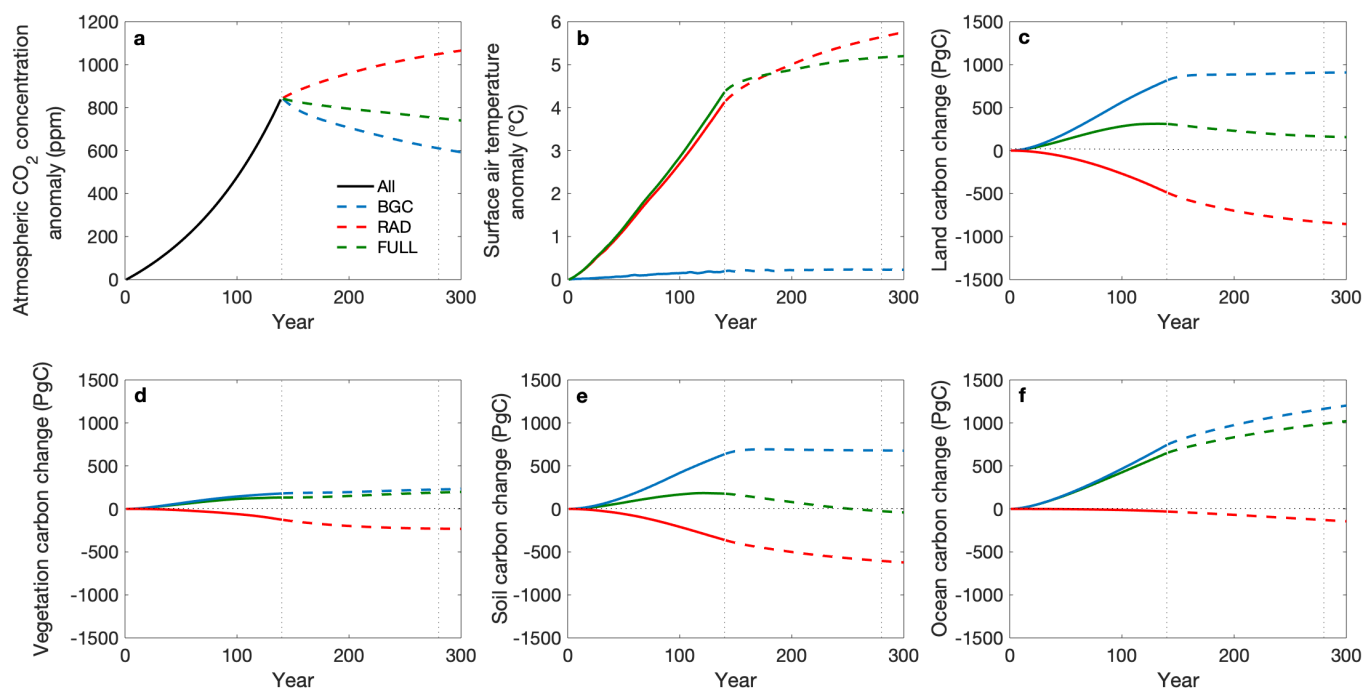 a
Atmospheric CO2 concentration
anomaly (ppm)
1200
1000
800
600
400
200
0
All
BGC
RAD
FULL
0
100
200
300
Year
b
Surface air temperature
anomaly (°C)
6
5
4
3
2
1
0
0
100
200
300
Year
c
Land carbon change (PgC)
1500
1000
500
0
-500
-1000
-1500
0
100
200
300
Year
d
Vegetation carbon change (PgC)
1500
1000
500
0
-500
-1000
-1500
0
100
200
300
Year
e
Soil carbon change (PgC)
1500
1000
500
0
-500
-1000
-1500
0
100
200
300
Year
f
Ocean carbon change (PgC)
1500
1000
500
0
-500
-1000
-1500
0
100
200
300
Year